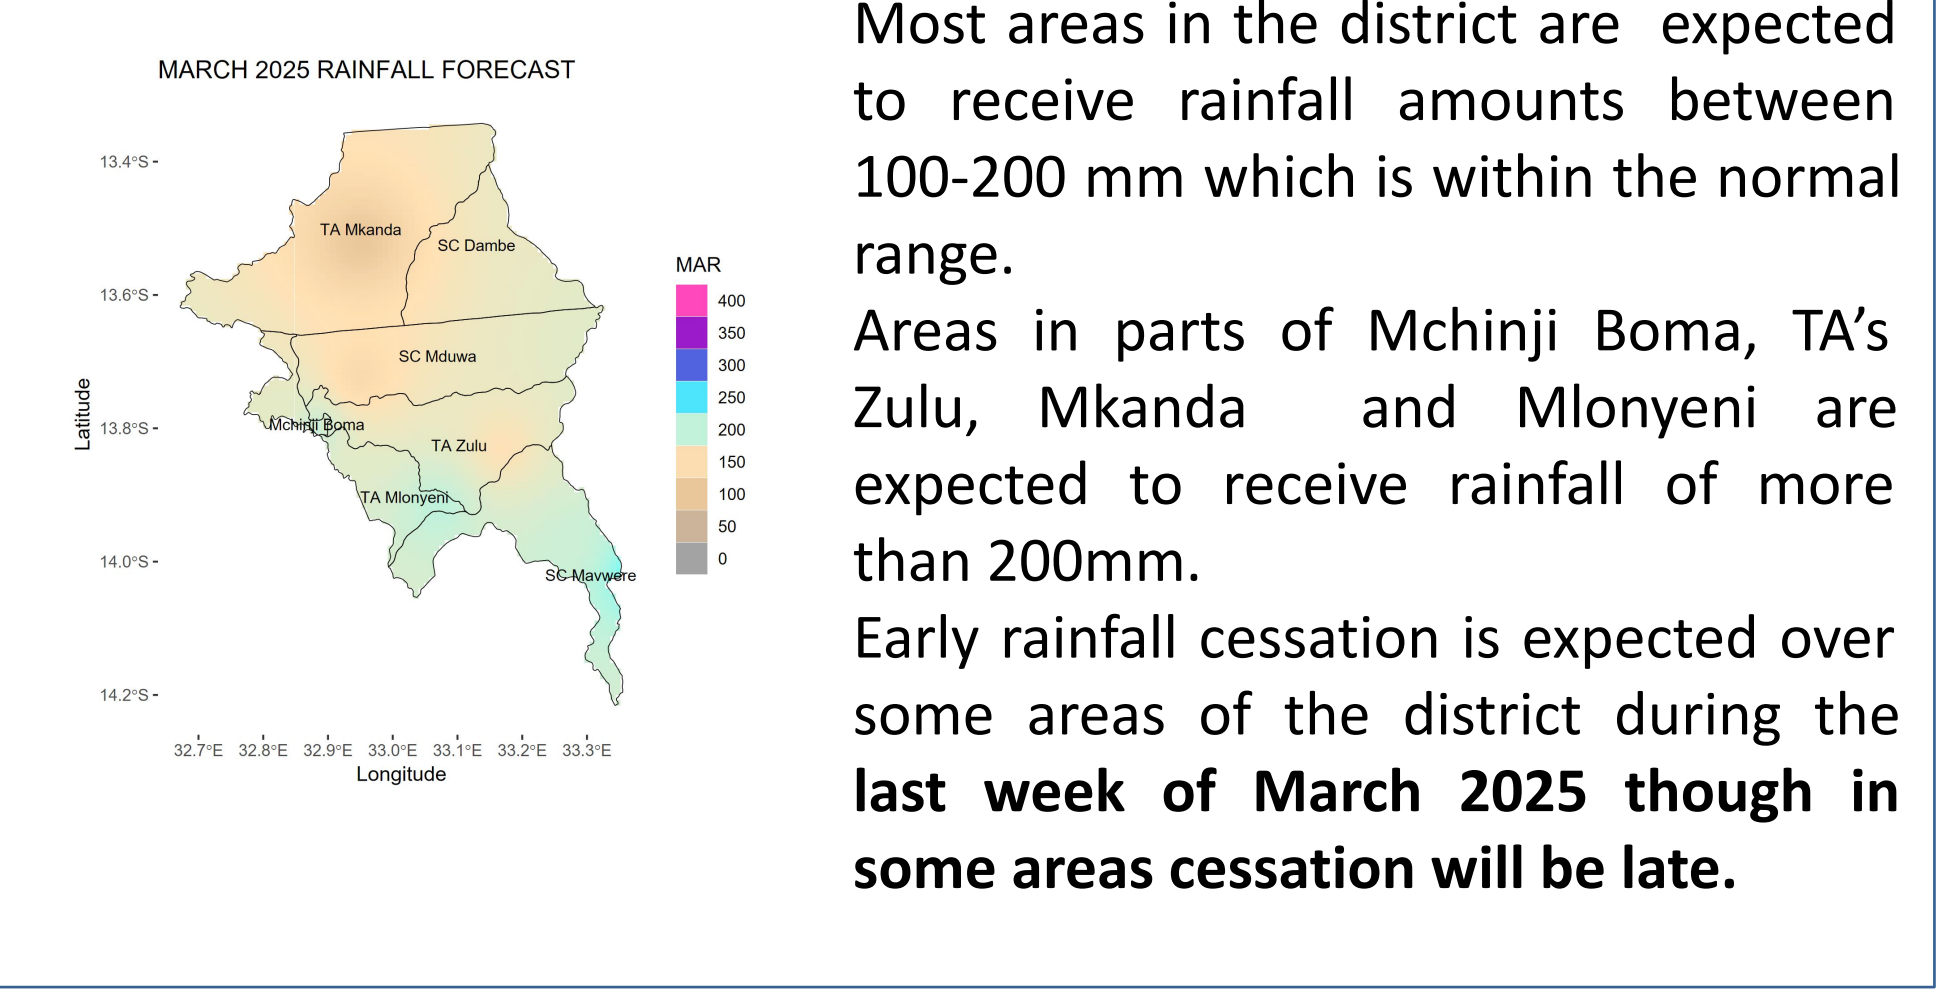 MARCH 2025 RAINFALL FORECAST
Latitude
13.4°S
13.6°S
13.8°S
14.0°S
14.2°S
TA Mkanda
SC Dambe
SC Mduwa
Mchinji Boma
TA Zulu
TA Mlonyeni
SC Mavwere
32.7°E 32.8°E 32.9°E 33.0°E 33.1°E 33.2°E 33.3°E
Longitude
MAR
400
350
300
250
200
150
100
50
0
Most areas in the district are expected
to receive rainfall amounts between
100-200 mm which is within the normal
range.
Areas in parts of Mchinji Boma, TA’s
Zulu, Mkanda and Mlonyeni are
expected to receive rainfall of more
than 200mm.
Early rainfall cessation is expected over
some areas of the district during the
last week of March 2025 though in
some areas cessation will be late.